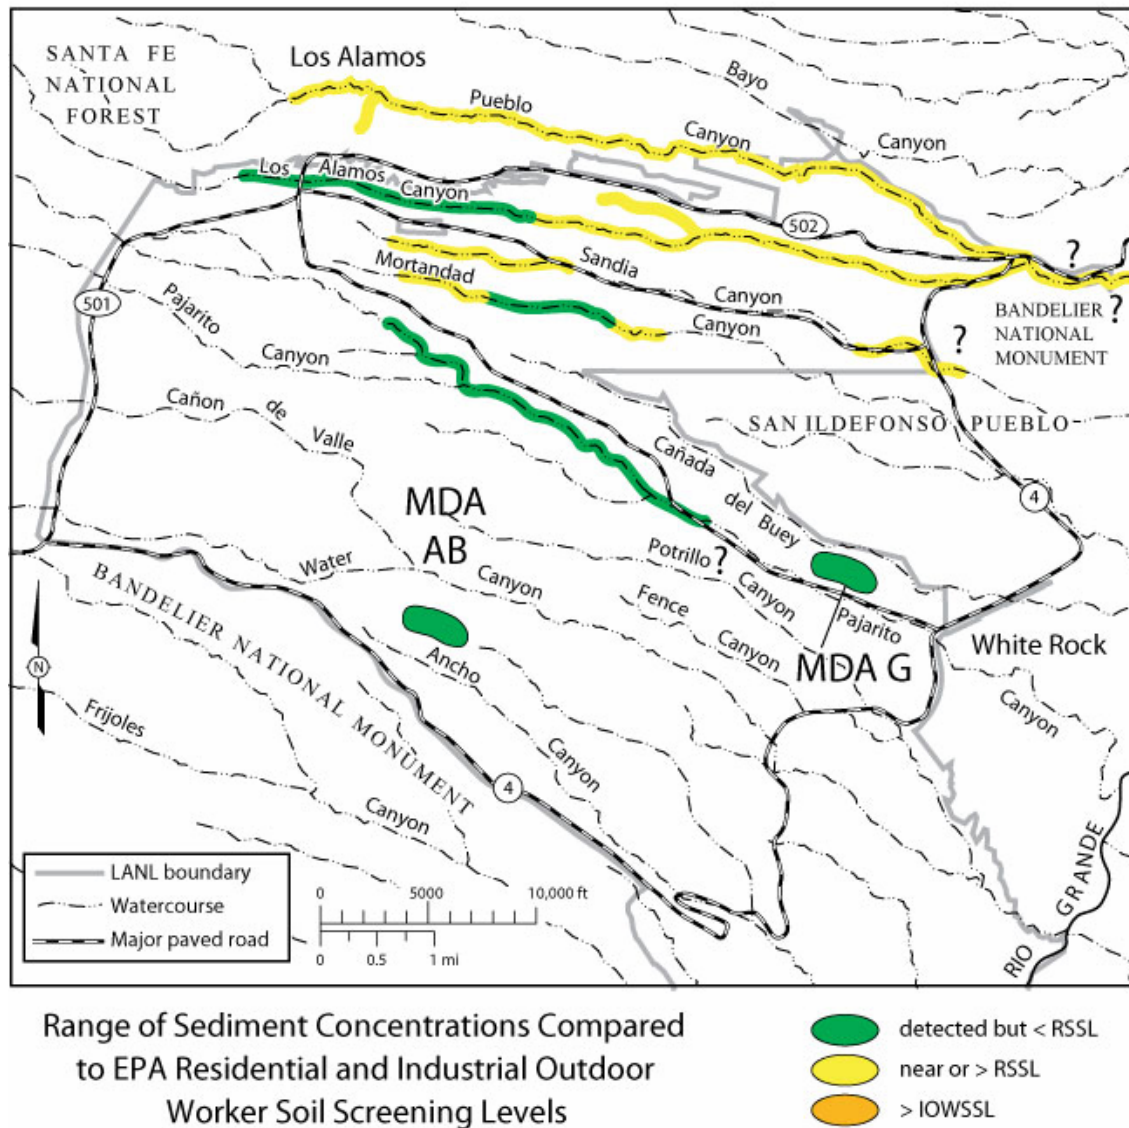 SANTA FE
NATIONAL
FOREST
Los Alamos
Bayo
Canyon
Pueblo
Canyon
Los Alamos
Canyon
502
Sandia
Canyon
Mortandad
Canyon
501
Pajarito
Canyon
?
?
?
BANDELIER
NATIONAL
MONUMENT
Cañon
de
Valle
SAN ILDEFONSO PUEBLO
Cañada
del Buey
4
MDA
AB
Water
Canyon
Potrillo
?
Canyon
Fence
Canyon
Pajarito
MDA G
White Rock
Canyon
BANDELIER NATIONAL MONUMENT
Ancho
Canyon
N
Frijoles
Canyon
4
RIO GRANDE
LANL boundary
Watercourse
Major paved road
0 5000 10,000 ft
0 0.5 1 mi
Range of Sediment Concentrations Compared
to EPA Residential and Industrial Outdoor
Worker Soil Screening Levels
detected but < RSSL
near or > RSSL
> IOWSSL